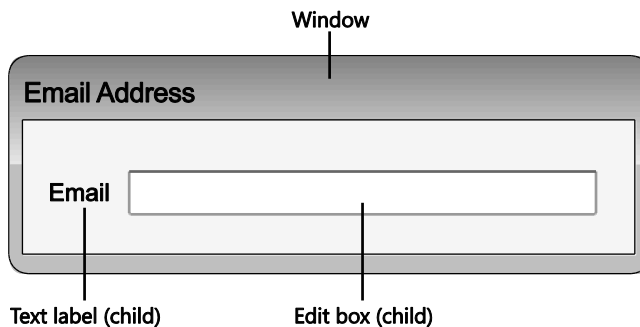 Window
Email Address
Email
Text label (child)
Edit box (child)